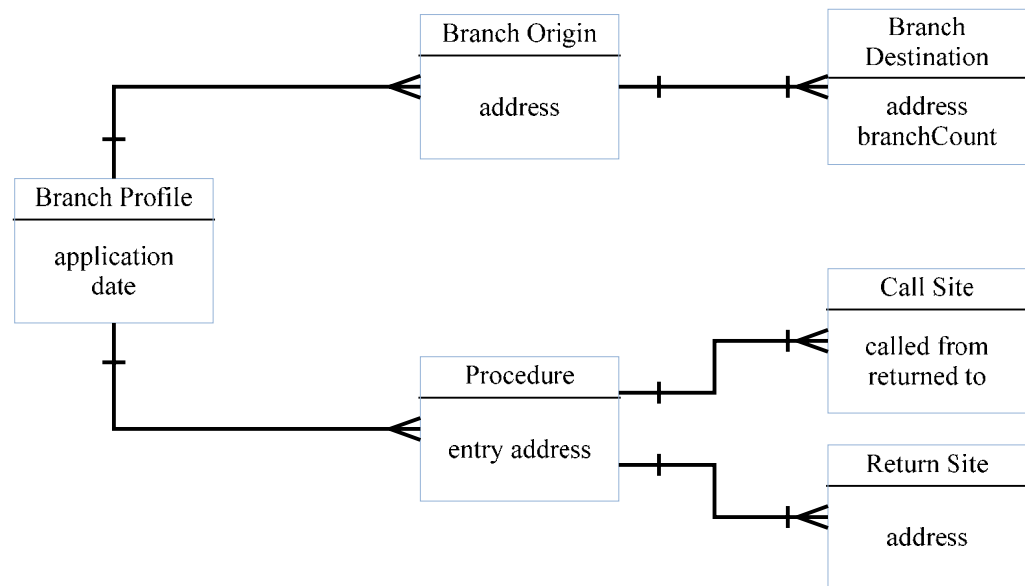 Branch Origin
address
Branch
Destination
address
branchCount
Branch Profile
application
date
Procedure
entry address
Call Site
called from
returned to
Return Site
address